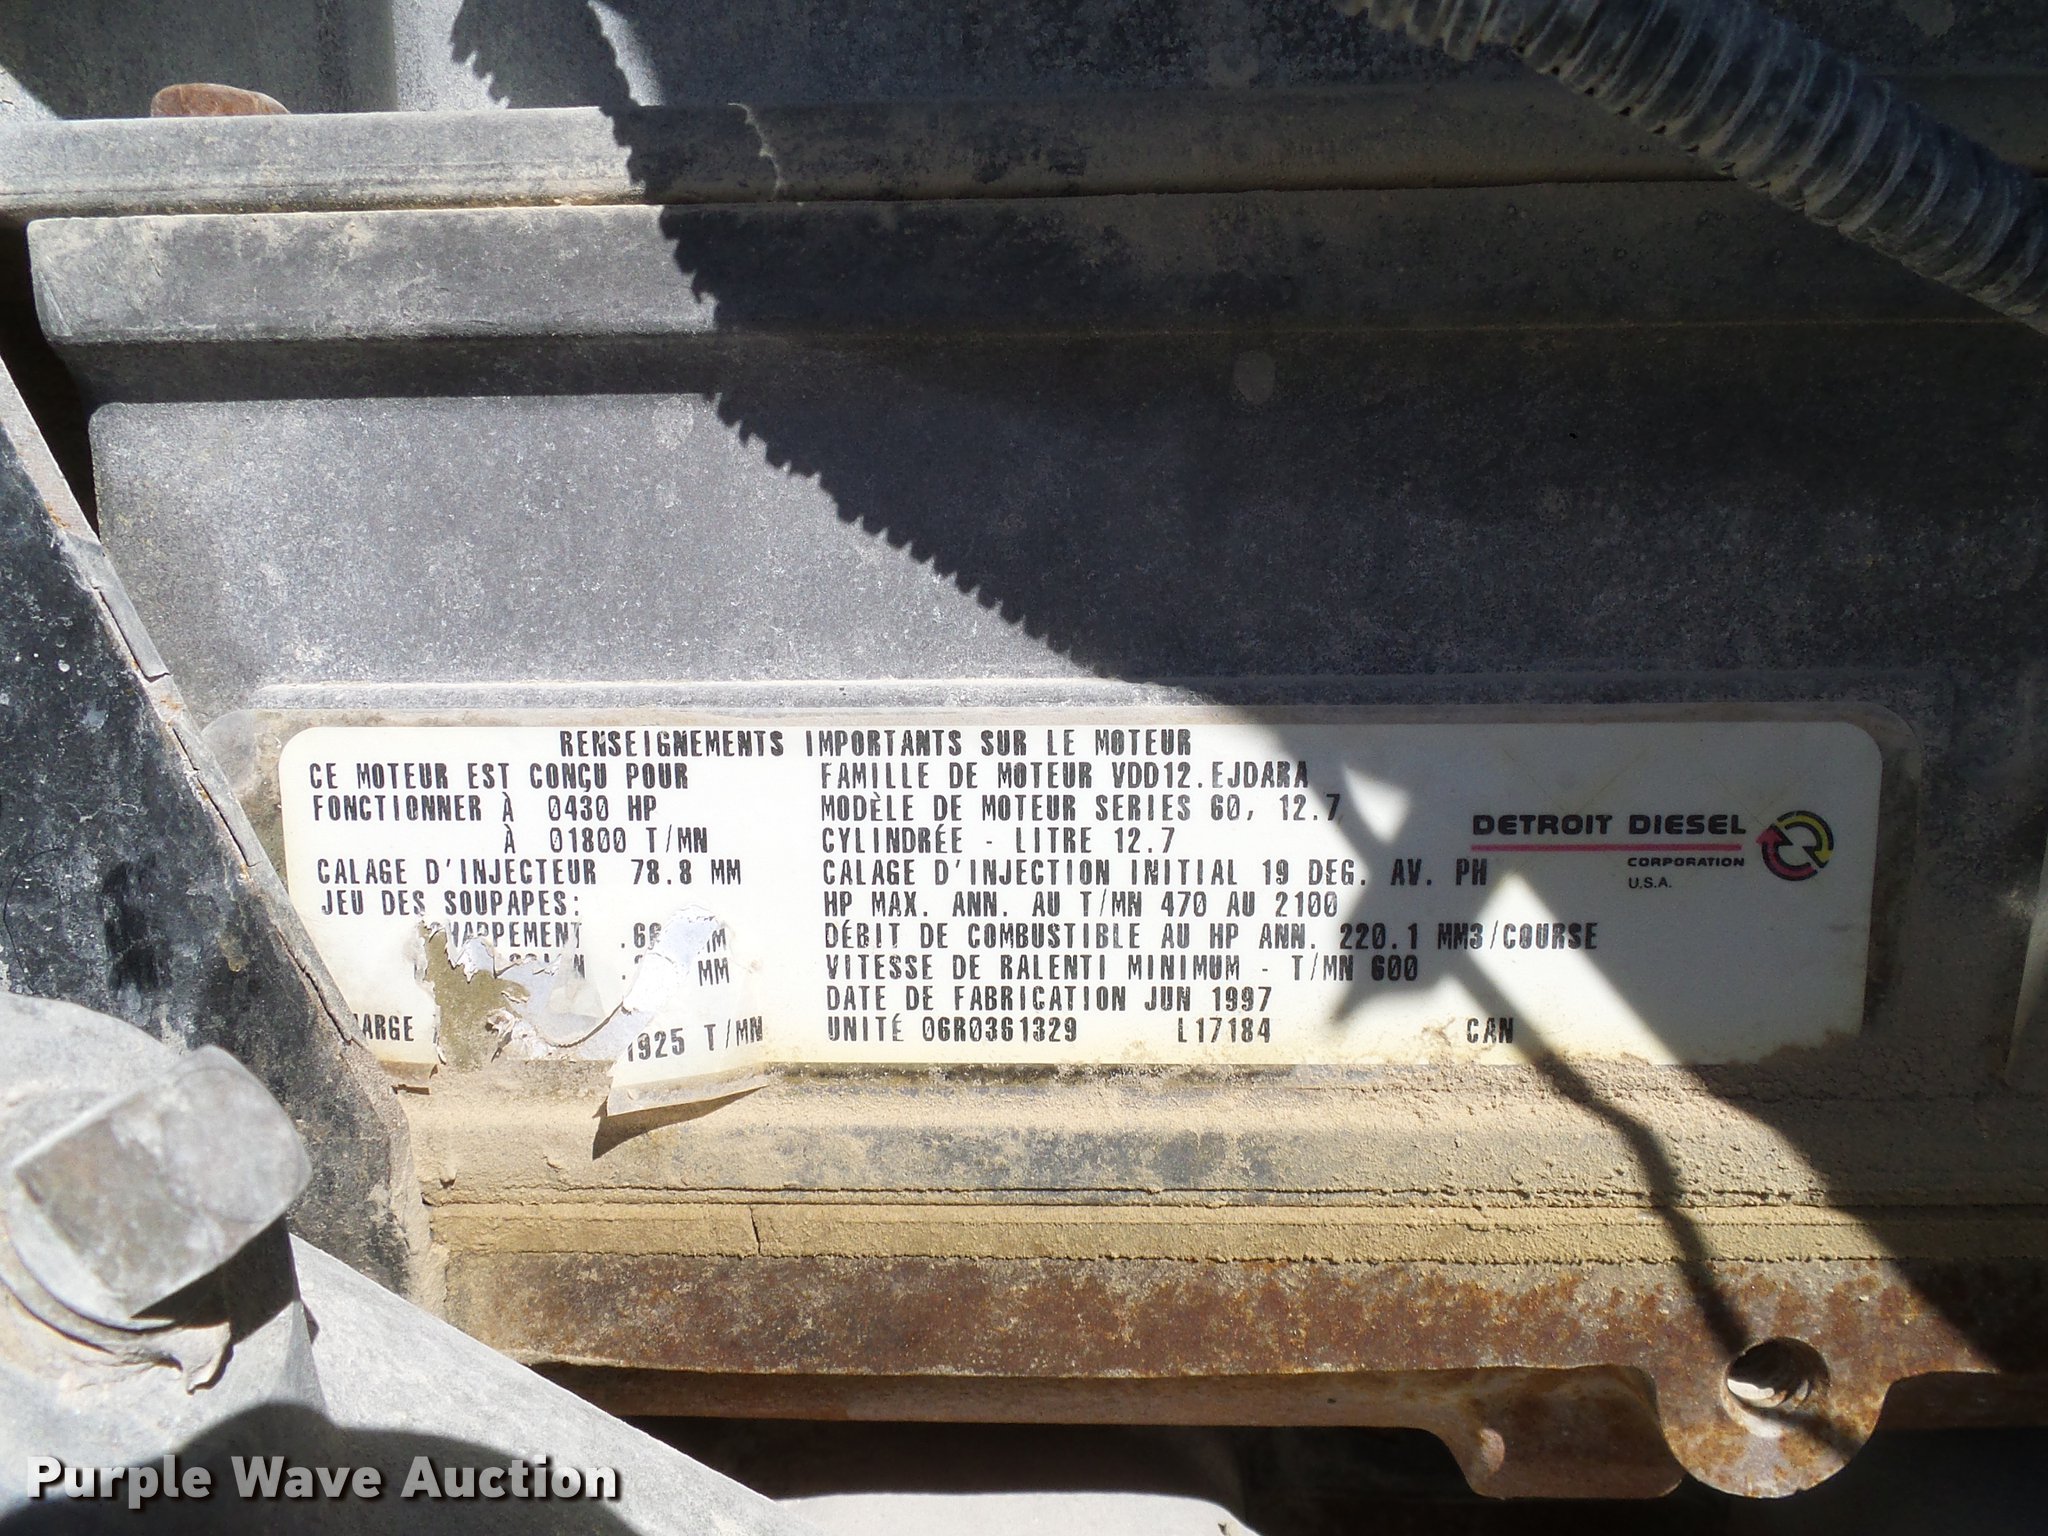 RENSEIGNEMENTS IMPORTANTS SUR LE MOTEUR
CE MOTEUR EST CONÇU POUR
FONCTIONNER À 0430 HP
À 01800 T/MN
CALAGE D'INJECTEUR 78.8 MM
JEU DES SOUPAPES:
MM
MM
1925 T/MN
FAMILLE DE MOTEUR VDD12.EJDARA
MODÈLE DE MOTEUR SERIES 60, 12.7
CYLINDRÉE - LITRE 12.7
CALAGE D'INJECTION INITIAL 19 DEG. AV. PH
HP MAX. ANN. AU T/MN 470 AU 2100
DÉBIT DE COMBUSTIBLE AU HP ANN. 220.1 MM3/COURSE
VITESSE DE RALENTI MINIMUM - T/MN 600
DATE DE FABRICATION JUN 1997
UNITÉ 06R0361329 L17184 CAN
DETROIT DIESEL
CORPORATION
U.S.A.
Purple Wave Auction